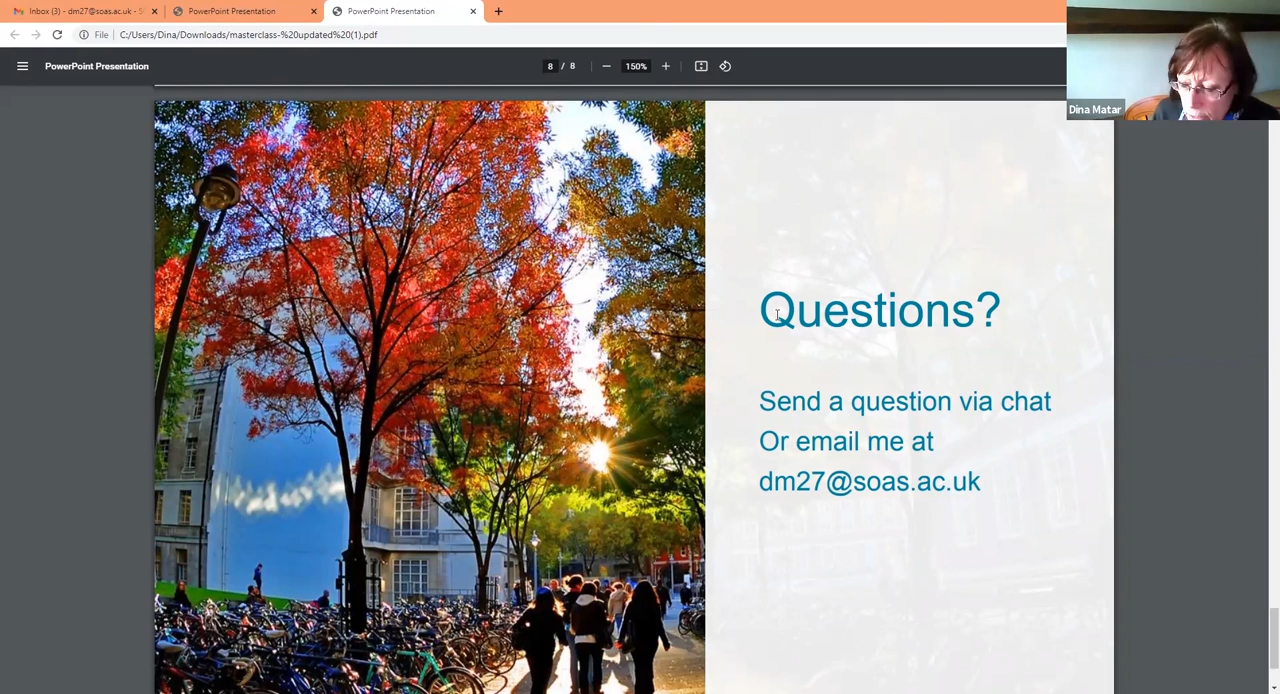 Inbox (3) - dm27@soas.ac.uk - S
PowerPoint Presentation
PowerPoint Presentation
File
C:/Users/Dina/Downloads/masterclass-%20updated%20(1).pdf
PowerPoint Presentation
8 / 8
150%
Dina Matar
Questions?
Send a question via chat
Or email me at
dm27@soas.ac.uk